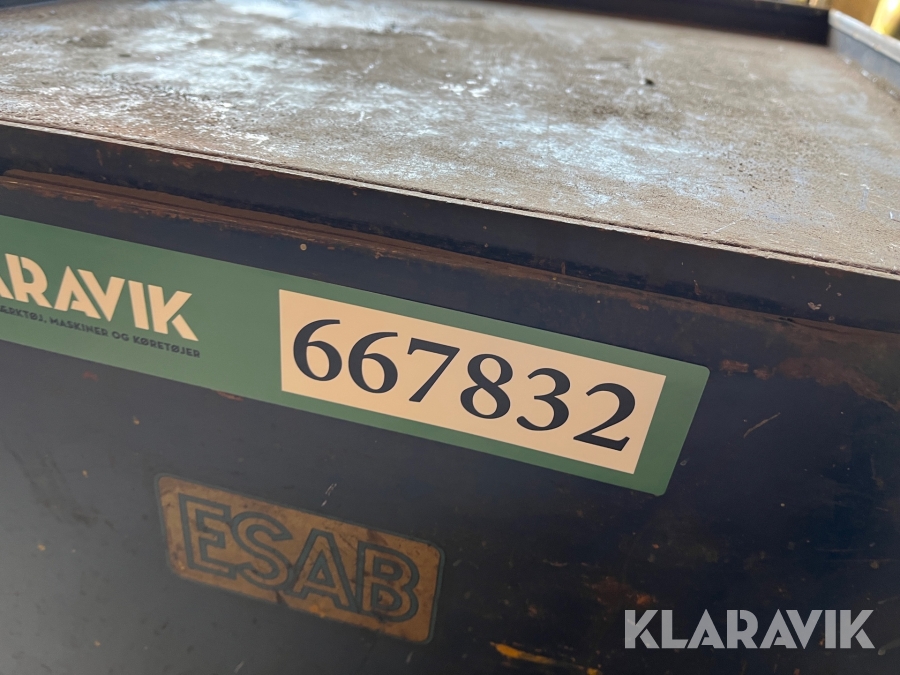 ARAVIK
ÆRKTØJ, MASKINER OG KØRETØJER
667832
ESAB
KLARAVIK